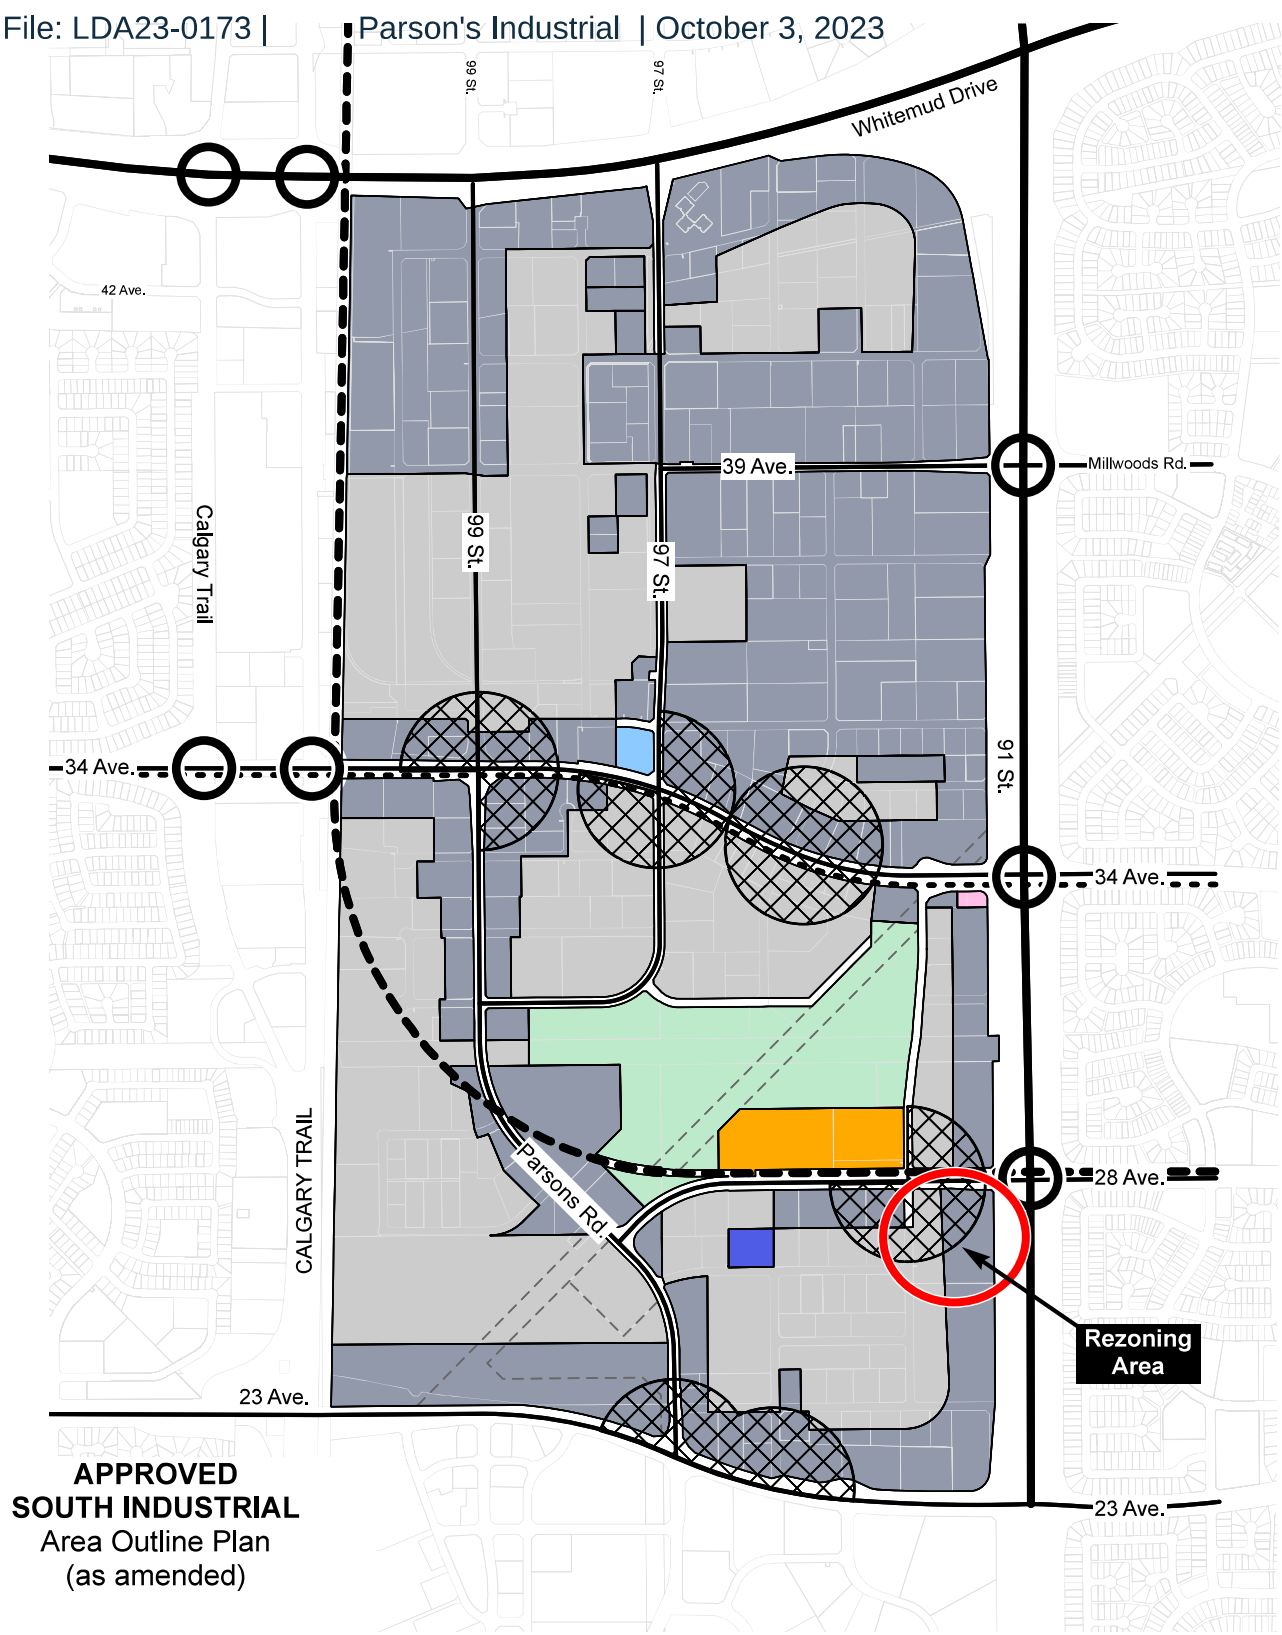 File: LDA23-0173 | Parson's Industrial | October 3, 2023
99 St.
97 St.
Whitemud Drive
42 Ave.
39 Ave.
Millwoods Rd.
Calgary Trail
99 St.
97 St.
34 Ave.
91 St.
34 Ave.
CALGARY TRAIL
Parsons Rd.
28 Ave.
Rezoning
Area
23 Ave.
23 Ave.
APPROVED
SOUTH INDUSTRIAL
Area Outline Plan
(as amended)